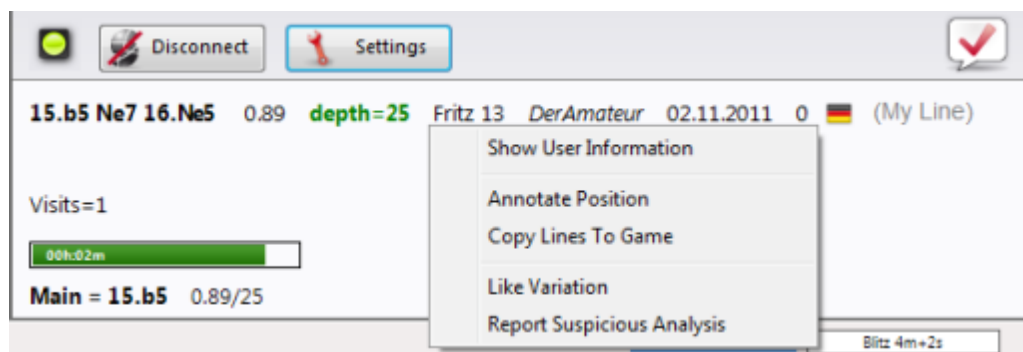 Disconnect Settings
15.b5 Ne7 16.Ne5 0.89 depth=25 Fritz 13 DerAmateur 02.11.2011 0 (My Line)
Show User Information
Annotate Position
Visits=1
Copy Lines To Game
00h:02m
Like Variation
Main = 15.b5 0.89/25
Report Suspicious Analysis
Blitz 4m+2s